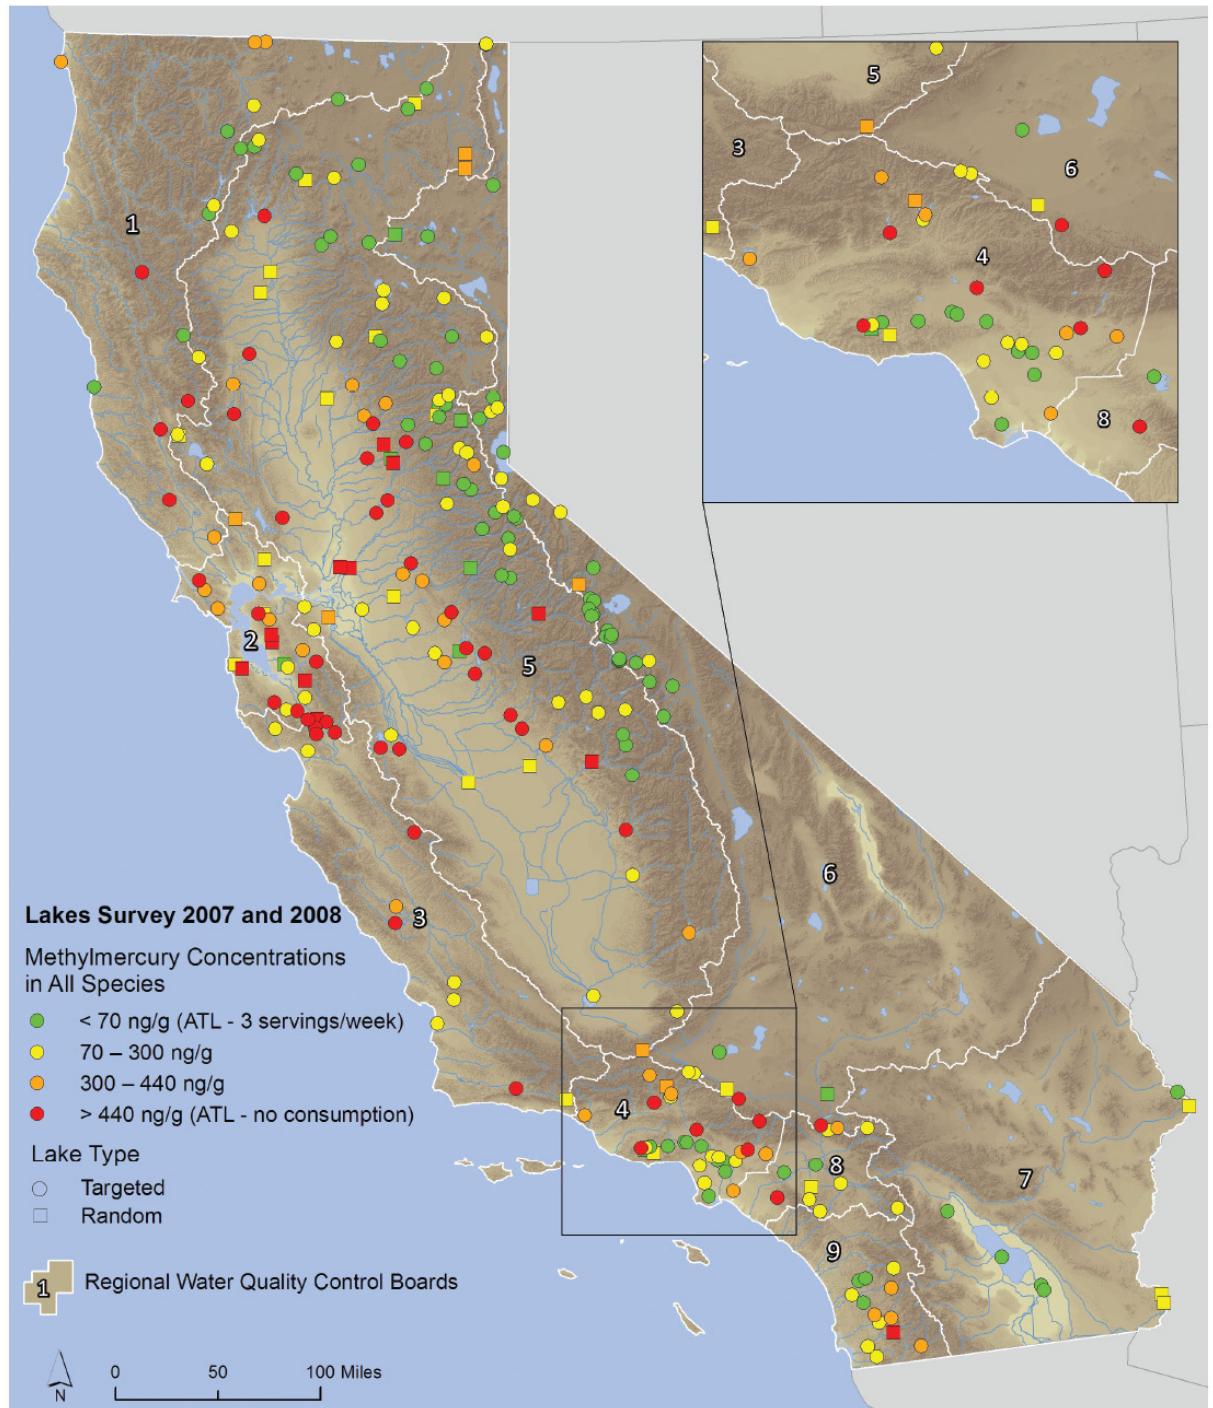 5
3
6
4
8
1
2
5
6
3
4
8
7
9
Lakes Survey 2007 and 2008
Methylmercury Concentrations
in All Species
< 70 ng/g (ATL - 3 servings/week)
70 – 300 ng/g
300 – 440 ng/g
> 440 ng/g (ATL - no consumption)
Lake Type
Targeted
Random
1 Regional Water Quality Control Boards
N
0 50 100 Miles